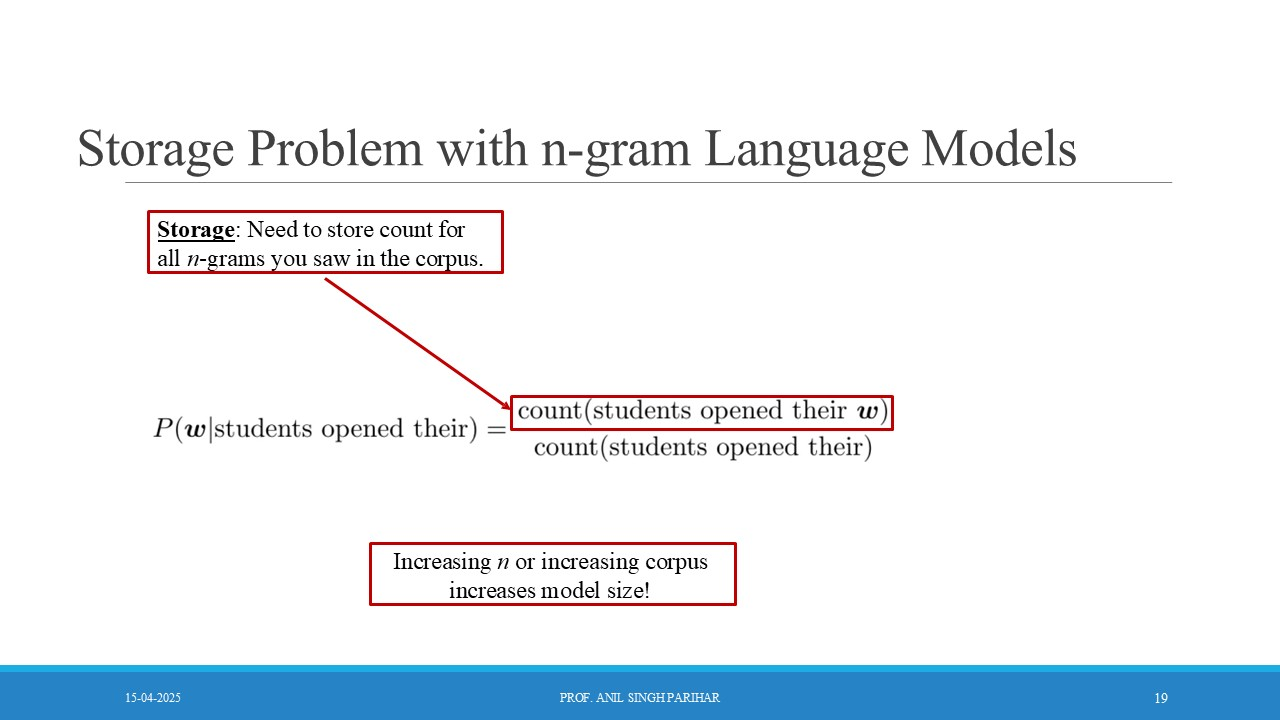 Storage Problem with n-gram Language Models
Storage: Need to store count for
all n-grams you saw in the corpus.
P(w|students opened their) =
count(students opened their w)
count(students opened their)
Increasing n or increasing corpus
increases model size!
15-04-2025
PROF. ANIL SINGH PARIHAR
19